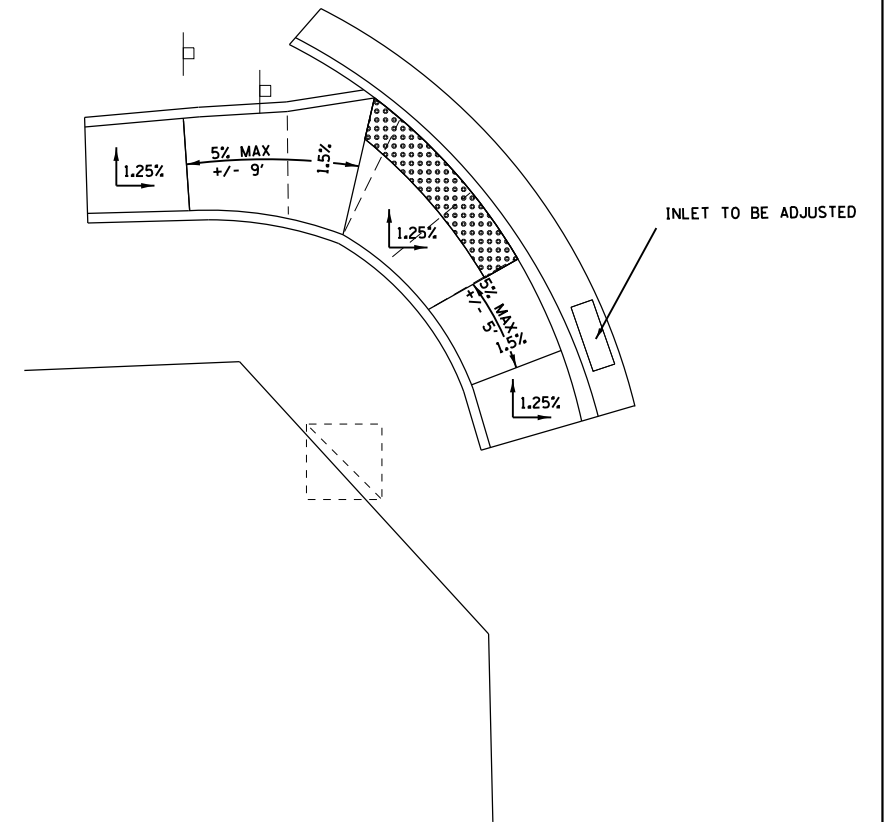 5% MAX
+/- 9'
1.5%
1.25%
1.25%
INLET TO BE ADJUSTED
5% MAX
+/- 5'
1.5%
1.25%